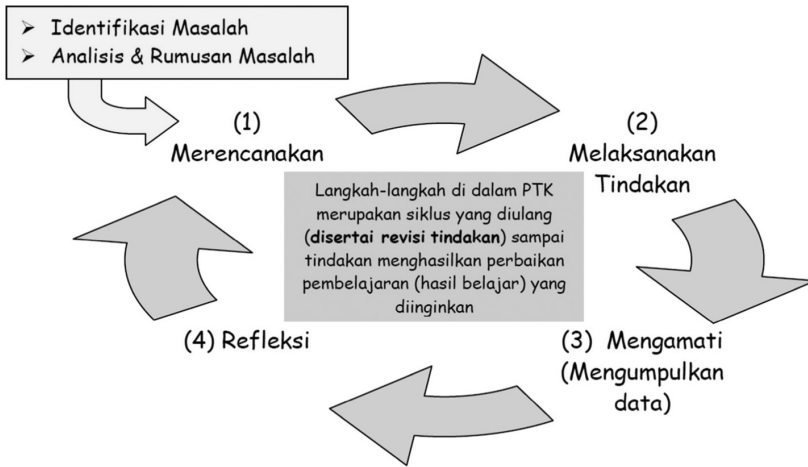 ➢ Identifikasi Masalah
➢ Analisis & Rumusan Masalah
(1)
Merencanakan
(2)
Melaksanakan
Tindakan
Langkah-langkah di dalam PTK
merupakan siklus yang diulang
(disertai revisi tindakan) sampai
tindakan menghasilkan perbaikan
pembelajaran (hasil belajar) yang
diinginkan
(3) Mengamati
(Mengumpulkan
data)
(4) Refleksi